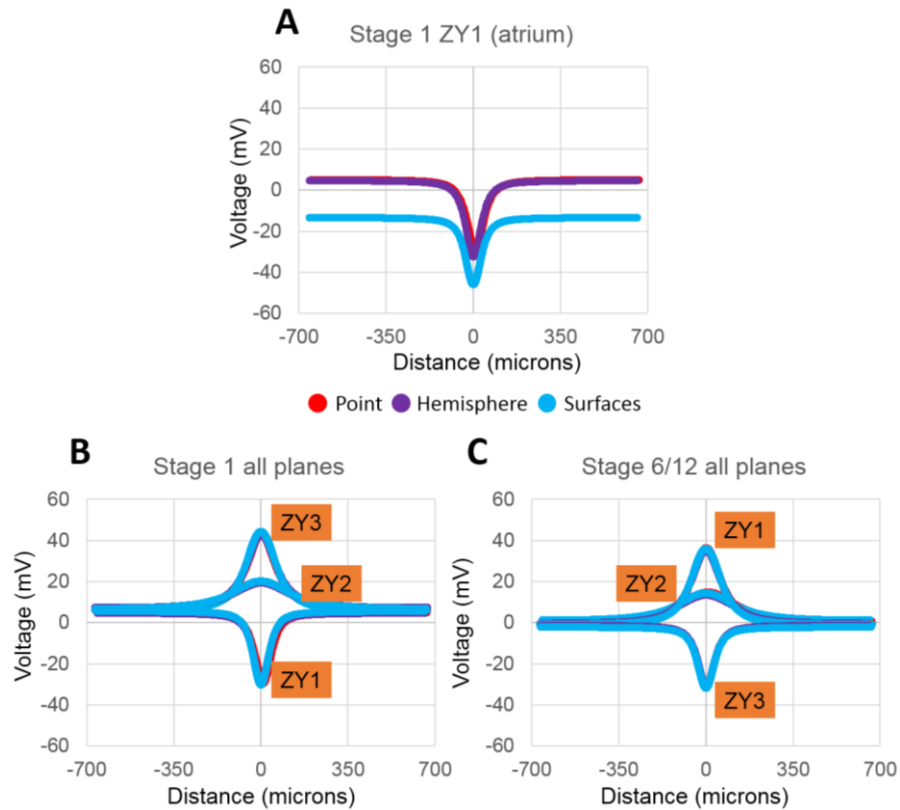 A
Stage 1 ZY1 (atrium)
Voltage (mV)
60
40
20
0
-20
-40
-60
-700 -350 0 350 700
Distance (microns)
Point Hemisphere Surfaces
B
Stage 1 all planes
Voltage (mV)
60
40
20
0
-20
-40
-60
ZY3
ZY2
ZY1
-700 -350 0 350 700
Distance (microns)
C
Stage 6/12 all planes
Voltage (mV)
60
40
20
0
-20
-40
-60
ZY1
ZY2
ZY3
-700 -350 0 350 700
Distance (microns)